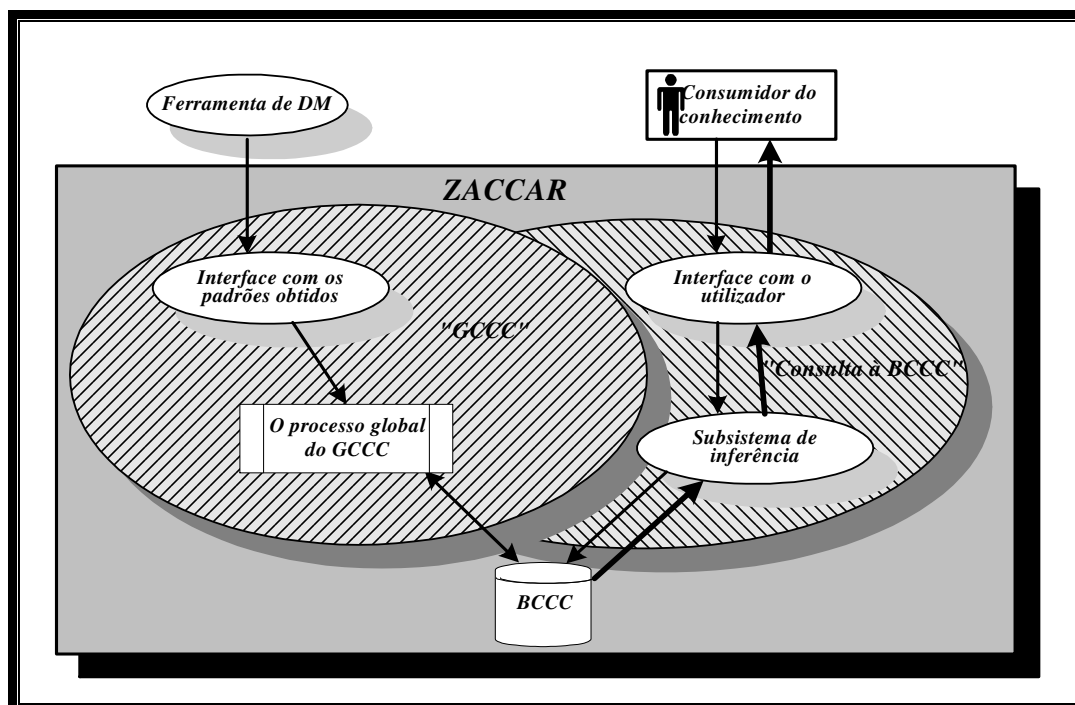 Ferramenta de DM
Consumidor do
conhecimento
ZACCAR
Interface com os
padrões obtidos
Interface com o
utilizador
"GCCC"
"Consulta à BCCC"
O processo global
do GCCC
Subsistema de
inferência
BCCC